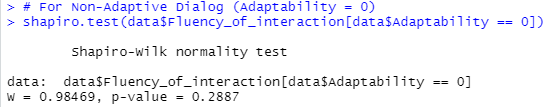 > # For Non-Adaptive Dialog (Adaptability = 0)
> shapiro.test(data$Fluency_of_interaction[data$Adaptability == 0])
Shapiro-Wilk normality test
data:  data$Fluency_of_interaction[data$Adaptability == 0]
W = 0.98469, p-value = 0.2887